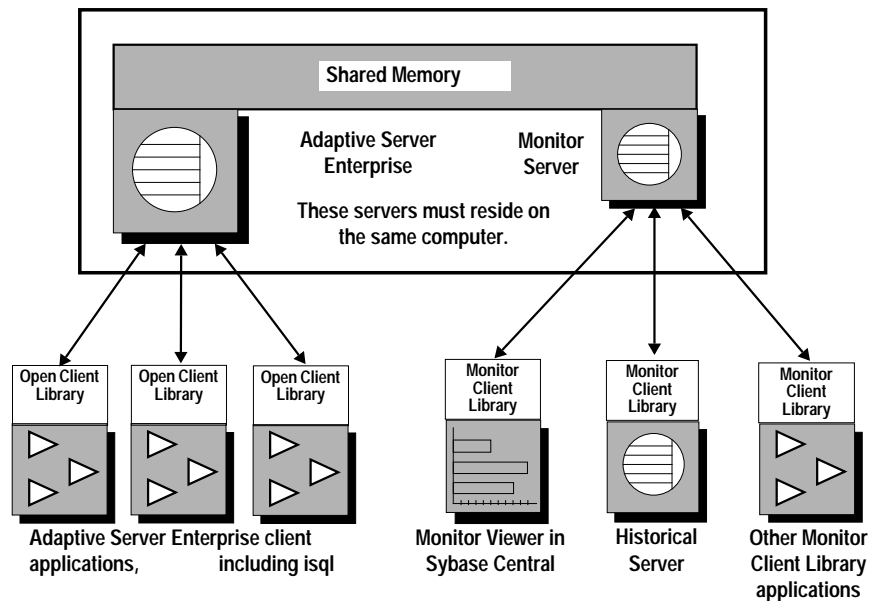 Shared Memory
Adaptive Server
Enterprise
Monitor
Server
These servers must reside on
the same computer.
Open Client
Library
Open Client
Library
Open Client
Library
Monitor
Client
Library
Monitor
Client
Library
Monitor
Client
Library
Adaptive Server Enterprise client
applications, including isql
Monitor Viewer in
Sybase Central
Historical
Server
Other Monitor
Client Library
applications